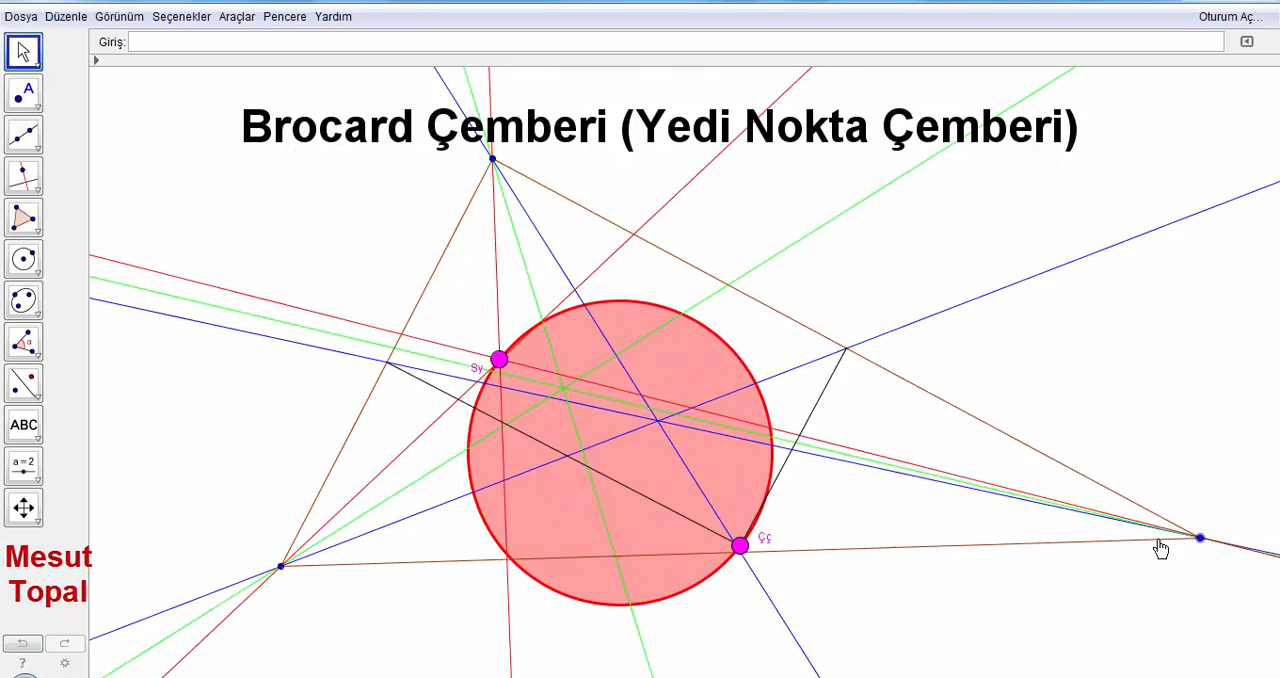 Dosya Düzenle Görünüm Seçenekler Araçlar Pencere Yardım Oturum Aç...
Giriş:
Brocard Çemberi (Yedi Nokta Çemberi)
A
Sy
α
ABC
a=2
Çç
Mesut
Topal
?